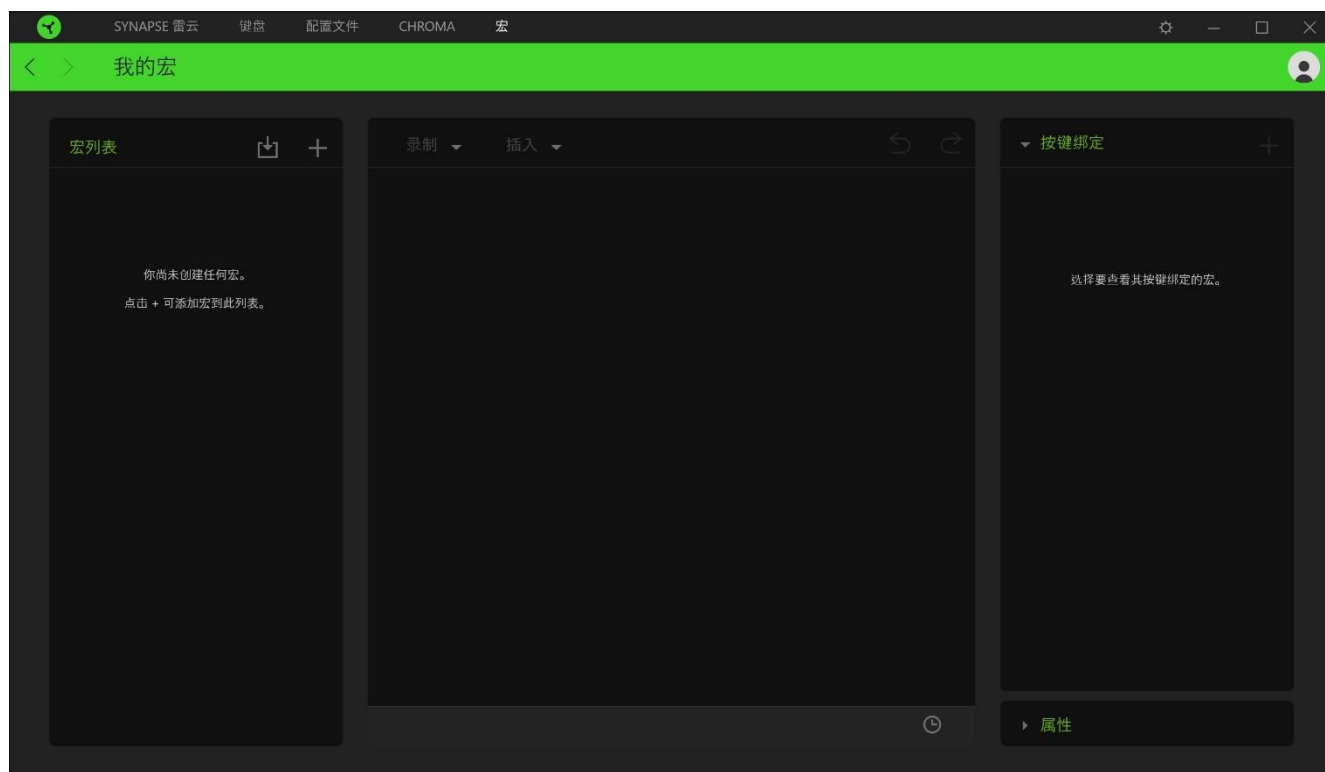 SYNAPSE 雷云 键盘 配置文件 CHROMA 宏
我的宏
宏列表
录制 插入
按键绑定
你尚未创建任何宏。
点击 + 可添加宏到此列表。
选择要查看其按键绑定的宏。
属性